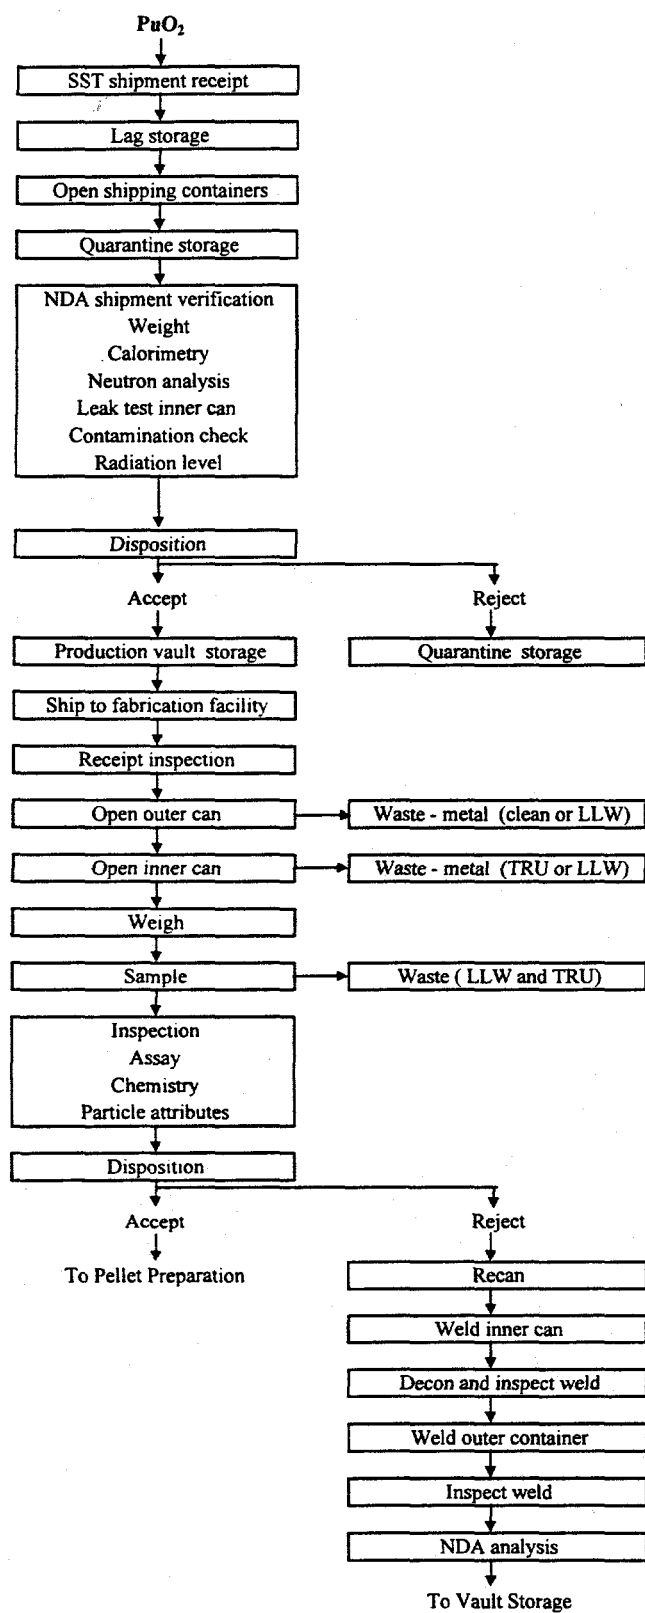 PuO₂
SST shipment receipt
Lag storage
Open shipping containers
Quarantine storage
NDA shipment verification
Weight
Calorimetry
Neutron analysis
Leak test inner can
Contamination check
Radiation level
Disposition
Accept
Reject
Production vault storage
Quarantine storage
Ship to fabrication facility
Receipt inspection
Open outer can
Waste - metal (clean or LLW)
Open inner can
Waste - metal (TRU or LLW)
Weigh
Sample
Waste ( LLW and TRU)
Inspection
Assay
Chemistry
Particle attributes
Disposition
Accept
Reject
To Pellet Preparation
Recan
Weld inner can
Decon and inspect weld
Weld outer container
Inspect weld
NDA analysis
To Vault Storage